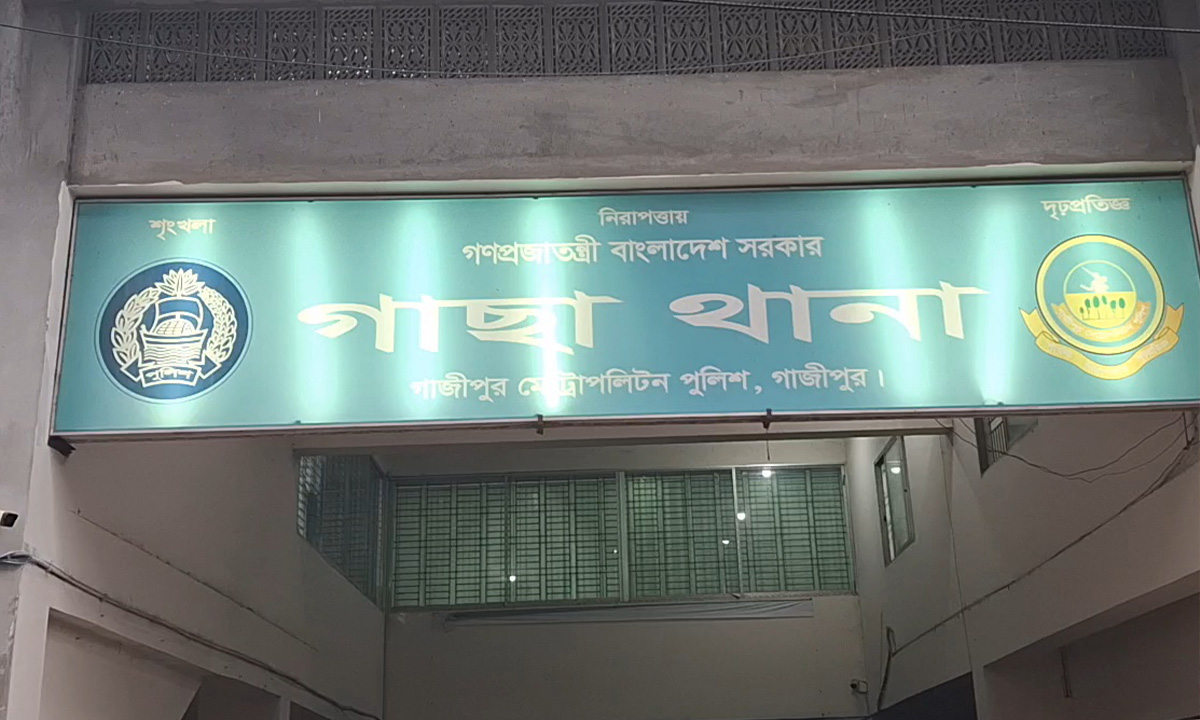 শৃংখলা নিরাপত্তায় দৃঢ়প্রতিজ্ঞ
গণপ্রজাতন্ত্রী বাংলাদেশ সরকার
গাছা থানা
গাজীপুর মেট্রোপলিটন পুলিশ, গাজীপুর।
পুলিশ